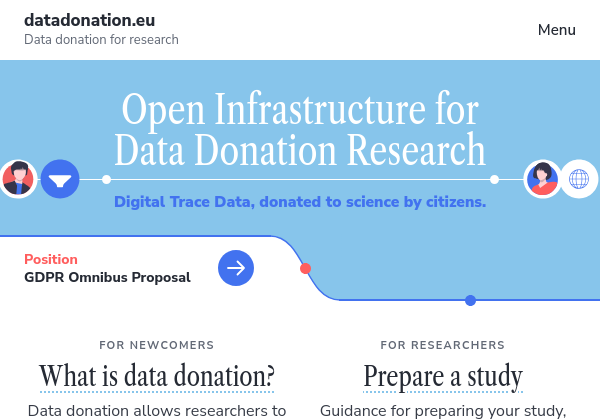 datadonation.eu
Data donation for research
Menu
Open Infrastructure for
Data Donation Research
Digital Trace Data, donated to science by citizens.
Position
GDPR Omnibus Proposal
FOR NEWCOMERS
What is data donation?
Data donation allows researchers to
FOR RESEARCHERS
Prepare a study
Guidance for preparing your study,